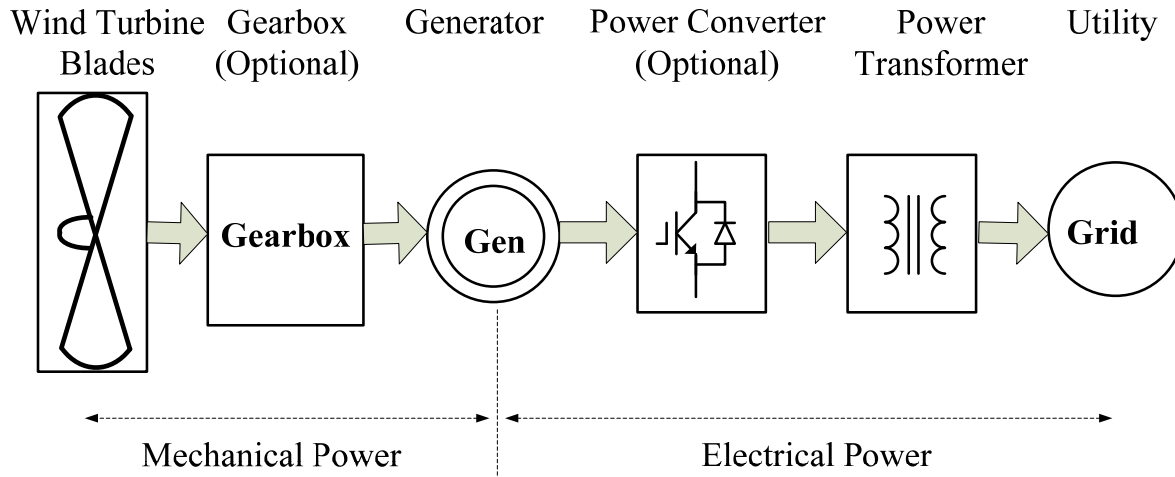 Wind Turbine
Blades
Gearbox
(Optional)
Generator
Power Converter
(Optional)
Power
Transformer
Utility
Gearbox
Gen
Grid
Mechanical Power
Electrical Power